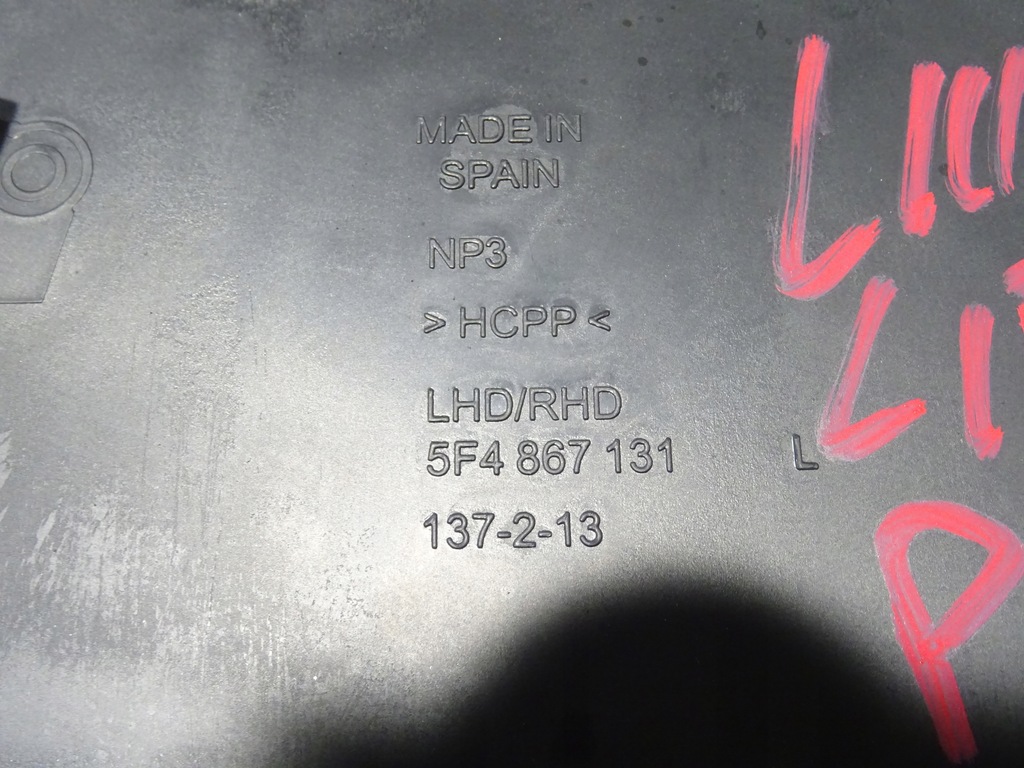 MADE IN
SPAIN
NP3
> HCPP <
LHD/RHD
5F4 867 131 L
137-2-13
P